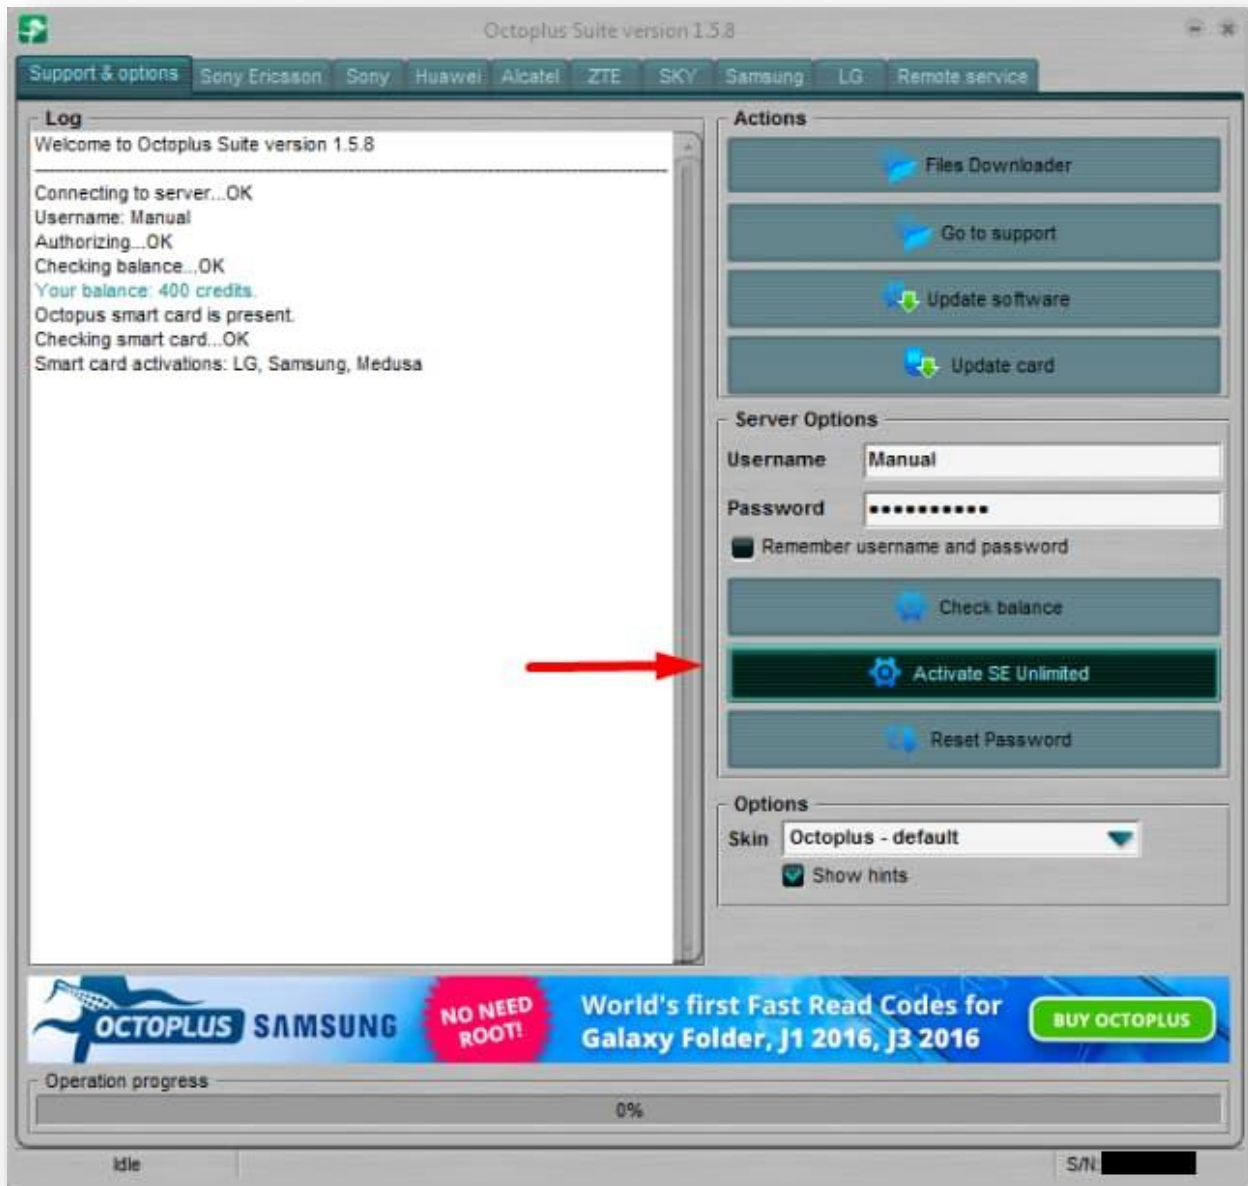 Octoplus Suite version 1.5.8
Support & options Sony Ericsson Sony Huawei Alcatel ZTE SKY Samsung LG Remote service
Log
Welcome to Octoplus Suite version 1.5.8
Connecting to server...OK
Username: Manual
Authorizing...OK
Checking balance...OK
Your balance: 400 credits.
Octopus smart card is present.
Checking smart card...OK
Smart card activations: LG, Samsung, Medusa
Actions
Files Downloader
Go to support
Update software
Update card
Server Options
Username Manual
Password ••••••••••
Remember username and password
Check balance
Activate SE Unlimited
Reset Password
Options
Skin Octoplus - default
Show hints
OCTOPLUS SAMSUNG
NO NEED
ROOT!
World's first Fast Read Codes for
Galaxy Folder, J1 2016, J3 2016
BUY OCTOPLUS
Operation progress
0%
Idle
S/N: